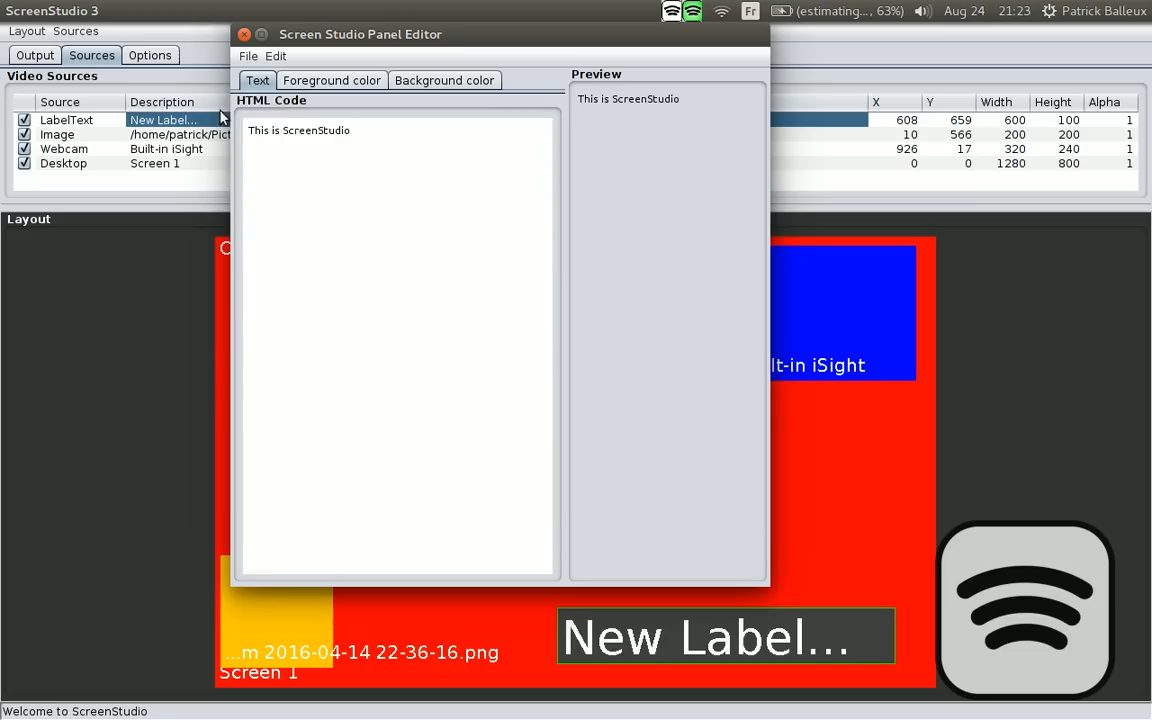 ScreenStudio 3
Fr
(estimating..., 63%)
Aug 24
21:23
Patrick Balleux
Layout
Sources
Output
Sources
Options
Video Sources
Source
Description
X
Y
Width
Height
Alpha
LabelText
New Label...
608
659
600
100
1
Image
/home/patrick/Pict
10
566
200
200
1
Webcam
Built-in iSight
926
17
320
240
1
Desktop
Screen 1
0
0
1280
800
1
Layout
Screen Studio Panel Editor
File
Edit
Text
Foreground color
Background color
HTML Code
This is ScreenStudio
Preview
This is ScreenStudio
lt-in iSight
New Label...
...m 2016-04-14 22-36-16.png
Screen 1
Welcome to ScreenStudio